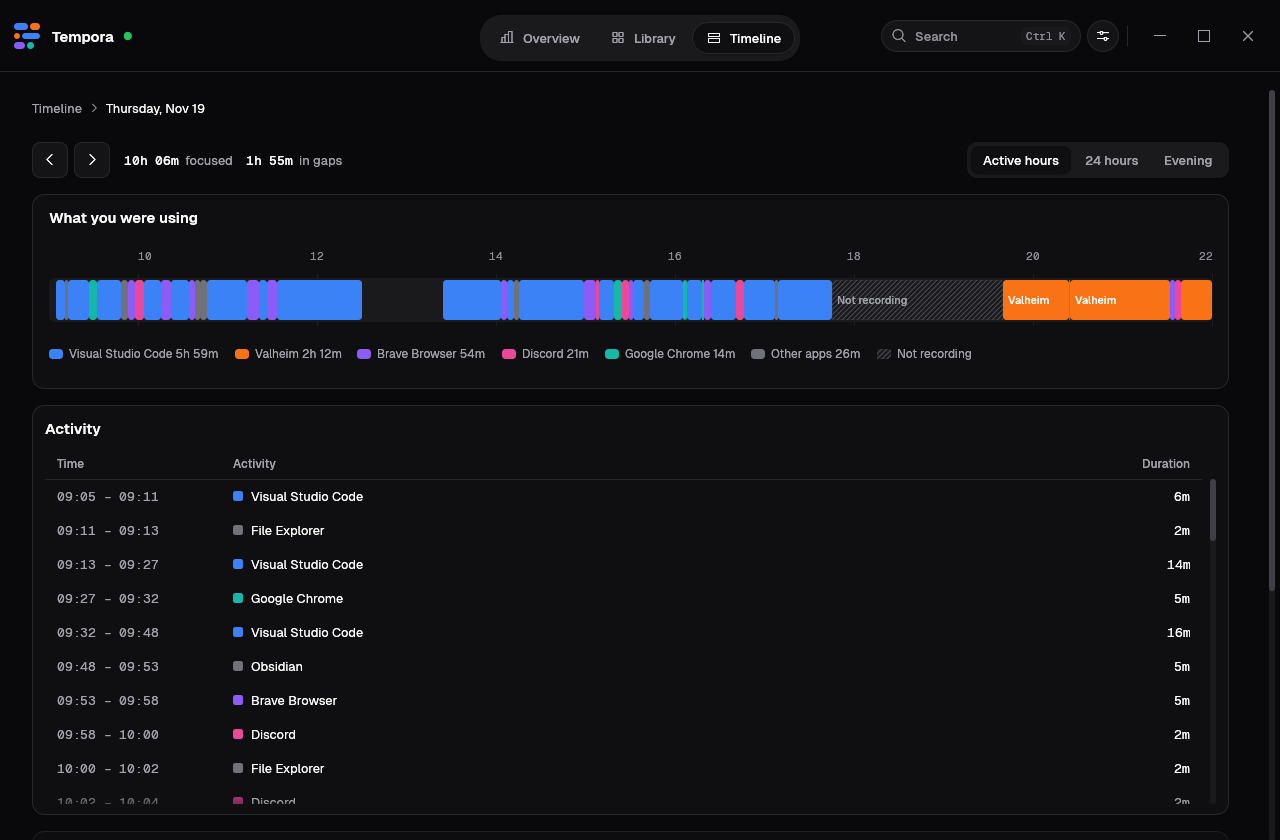 Tempora
Overview
Library
Timeline
Search
Ctrl K
Timeline
Thursday, Nov 19
10h 06m focused 1h 55m in gaps
Active hours
24 hours
Evening
What you were using
10 12 14 16 18 20 22
Not recording
Valheim
Valheim
Visual Studio Code 5h 59m
Valheim 2h 12m
Brave Browser 54m
Discord 21m
Google Chrome 14m
Other apps 26m
Not recording
Activity
Time Activity Duration
09:05 – 09:11 Visual Studio Code 6m
09:11 – 09:13 File Explorer 2m
09:13 – 09:27 Visual Studio Code 14m
09:27 – 09:32 Google Chrome 5m
09:32 – 09:48 Visual Studio Code 16m
09:48 – 09:53 Obsidian 5m
09:53 – 09:58 Brave Browser 5m
09:58 – 10:00 Discord 2m
10:00 – 10:02 File Explorer 2m
10:02 – 10:04 Discord 2m